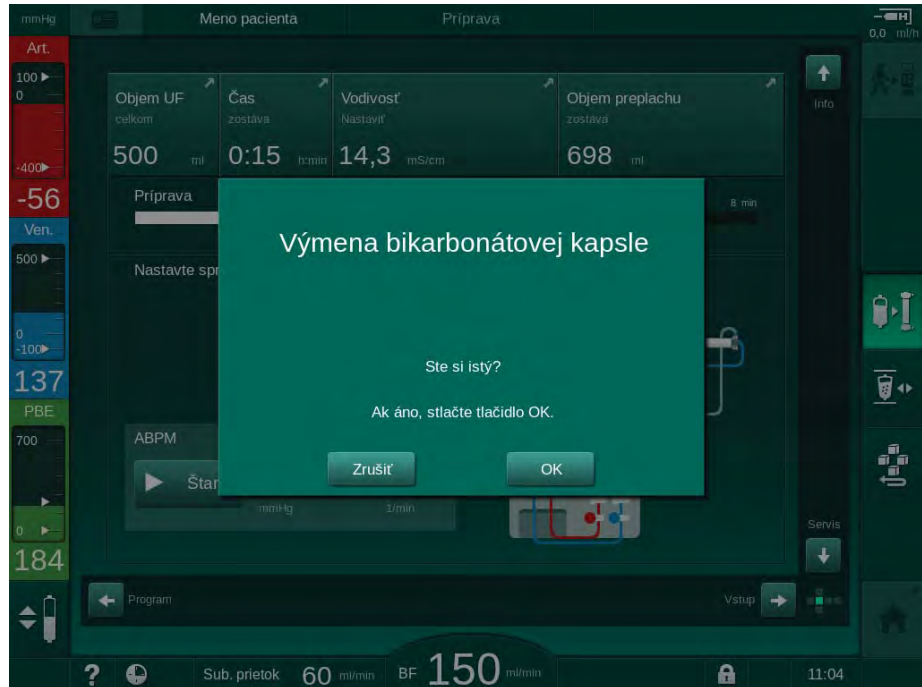 mmHg
Meno pacienta
Príprava
0,0 ml/h
Art.
100
0
-400
-56
Ven.
500
0
-100
137
PBE
700
0
184
Objem UF
celkom
500 ml
Čas
zostáva
0:15 h:min
Vodivosť
Nastaviť
14,3 mS/cm
Objem preplachu
zostáva
698 ml
Info
Príprava
8 min
Nastavte
Výmena bikarbonátovej kapsle
Ste si istý?
Ak áno, stlačte tlačidlo OK.
Zrušiť
OK
ABPM
mmHg
1/min
Servis
Program
Vstup
? Sub. prietok 60 ml/min BF 150 ml/min 11:04